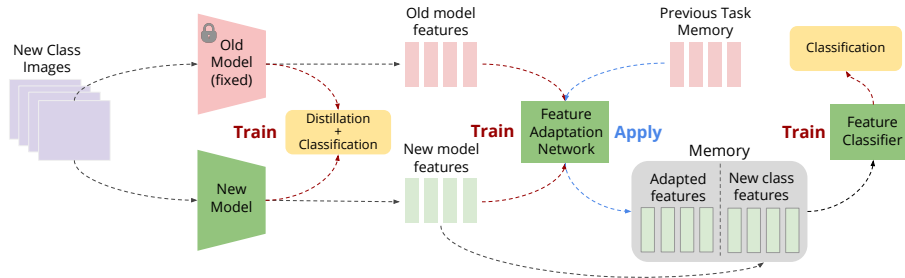 New Class
Images
Old
Model
(fixed)
New
Model
Train
Distillation
+
Classification
Old model
features
New model
features
Train
Feature
Adaptation
Network
Apply
Previous Task
Memory
Memory
Adapted
features
New class
features
Train
Classification
Feature
Classifier